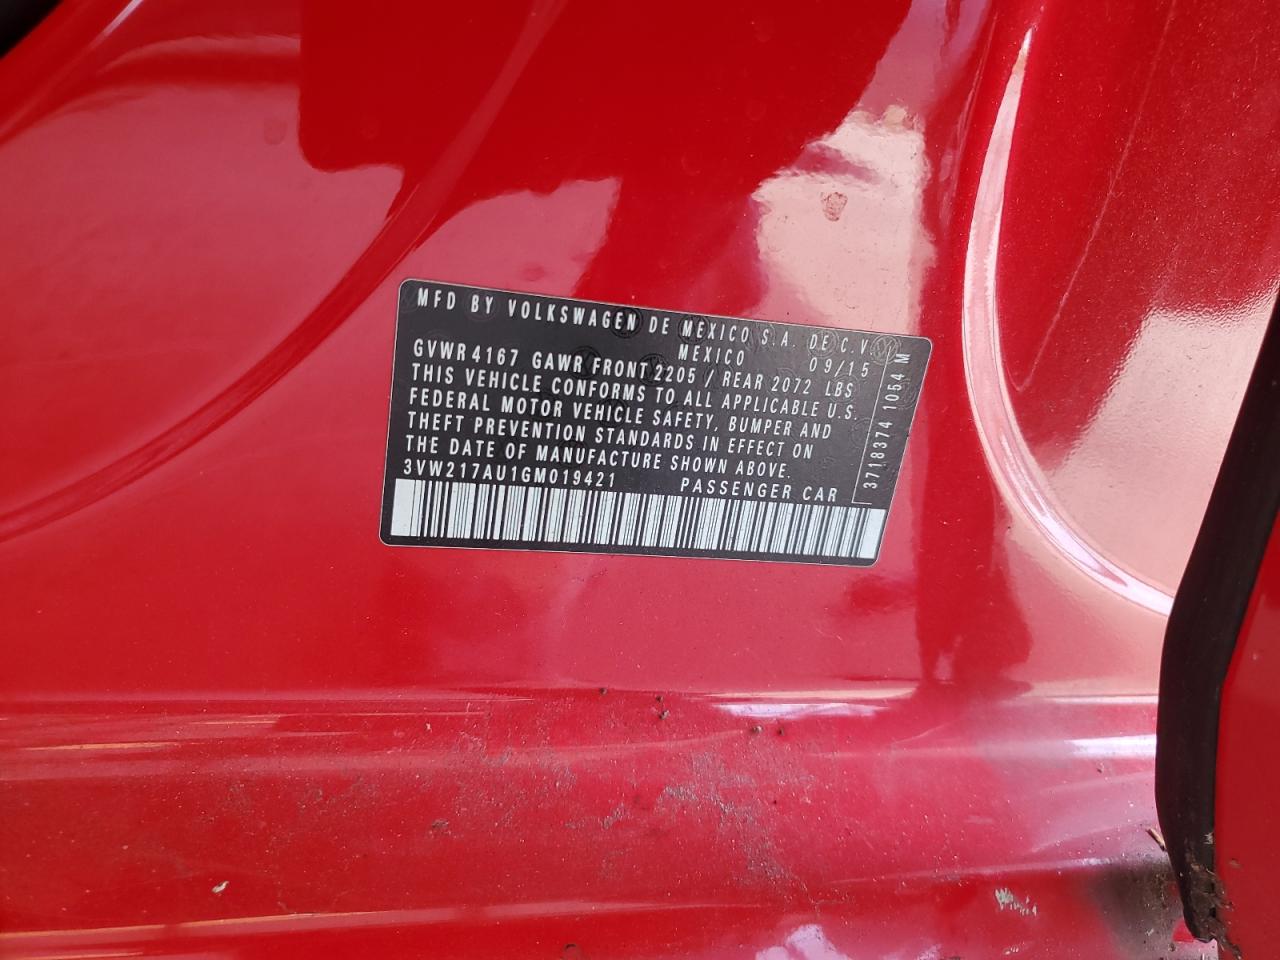 MFD BY VOLKSWAGEN DE MEXICO S.A. DE C.V.
MEXICO 09/15
GVWR 4167 GAWR FRONT 2205 / REAR 2072 LBS
THIS VEHICLE CONFORMS TO ALL APPLICABLE U.S.
FEDERAL MOTOR VEHICLE SAFETY, BUMPER AND
THEFT PREVENTION STANDARDS IN EFFECT ON
THE DATE OF MANUFACTURE SHOWN ABOVE.
3VW217AU1GM019421 PASSENGER CAR
3718374 1054 M